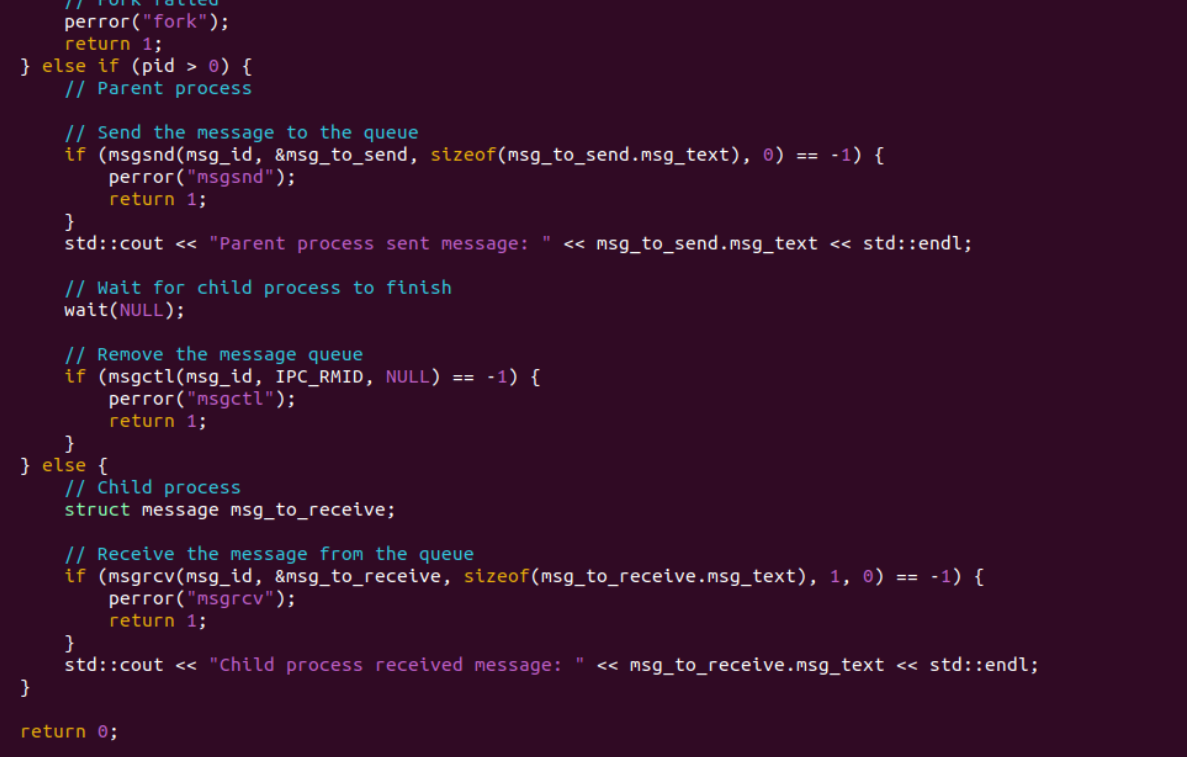 // Fork failed
    perror("fork");
    return 1;
} else if (pid > 0) {
    // Parent process

    // Send the message to the queue
    if (msgsnd(msg_id, &msg_to_send, sizeof(msg_to_send.msg_text), 0) == -1) {
        perror("msgsnd");
        return 1;
    }
    std::cout << "Parent process sent message: " << msg_to_send.msg_text << std::endl;

    // Wait for child process to finish
    wait(NULL);

    // Remove the message queue
    if (msgctl(msg_id, IPC_RMID, NULL) == -1) {
        perror("msgctl");
        return 1;
    }
} else {
    // Child process
    struct message msg_to_receive;

    // Receive the message from the queue
    if (msgrcv(msg_id, &msg_to_receive, sizeof(msg_to_receive.msg_text), 1, 0) == -1) {
        perror("msgrcv");
        return 1;
    }
    std::cout << "Child process received message: " << msg_to_receive.msg_text << std::endl;
}

return 0;